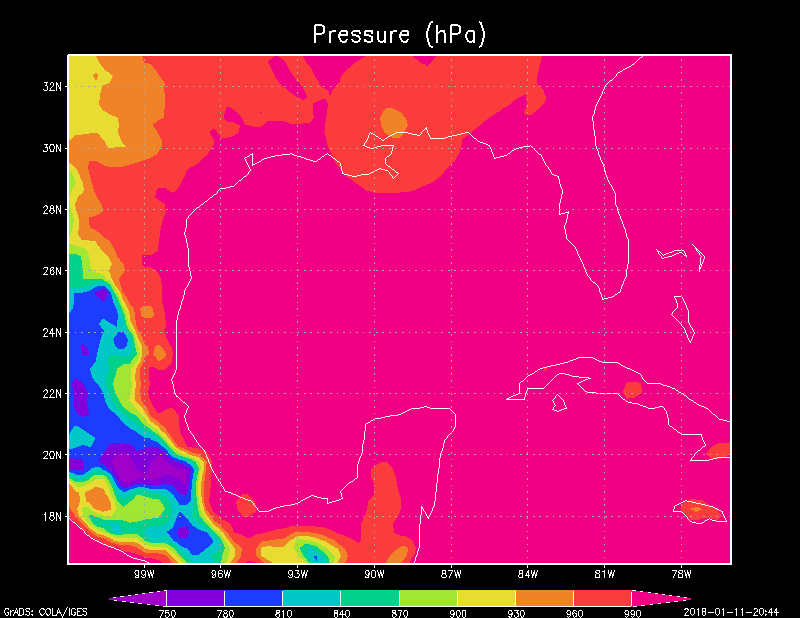 Pressure (hPa)
32N
30N
28N
26N
24N
22N
20N
18N
99W 96W 93W 90W 87W 84W 81W 78W
750 780 810 840 870 900 930 960 990
GrADS: COLA/IGES 2018-01-11-20:44